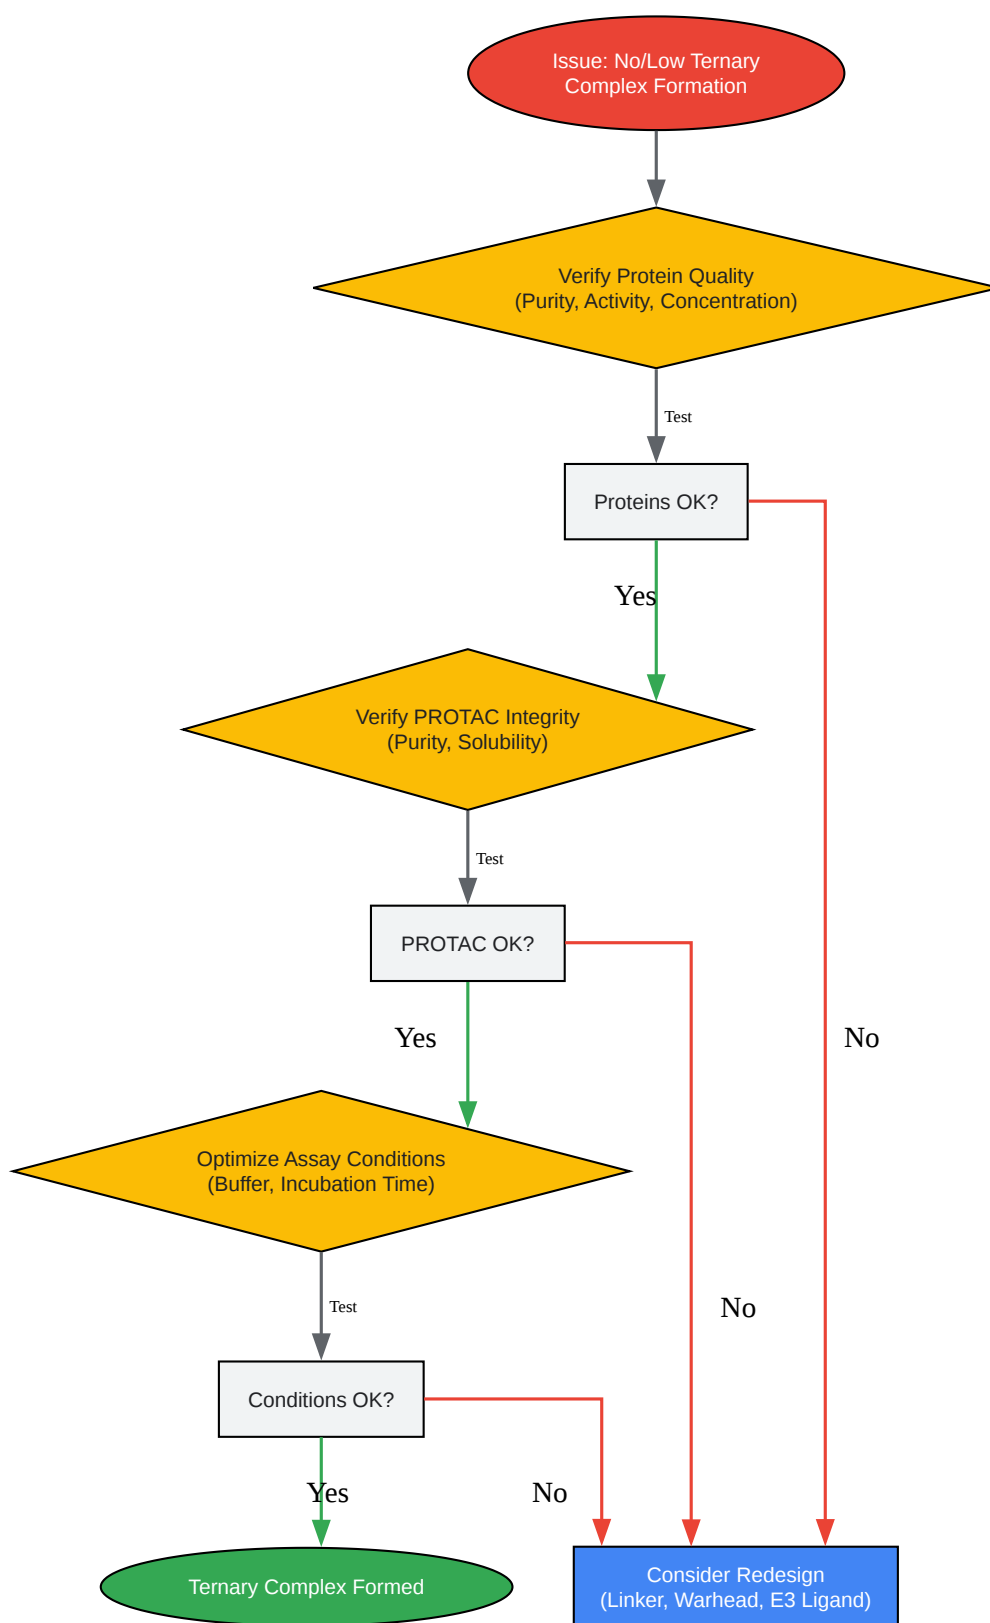 Issue: No/Low Ternary
Complex Formation
Verify Protein Quality
(Purity, Activity, Concentration)
Test
Proteins OK?
Yes
Verify PROTAC Integrity
(Purity, Solubility)
Test
PROTAC OK?
Yes
No
Optimize Assay Conditions
(Buffer, Incubation Time)
Test
No
Conditions OK?
Yes
No
Ternary Complex Formed
Consider Redesign
(Linker, Warhead, E3 Ligand)